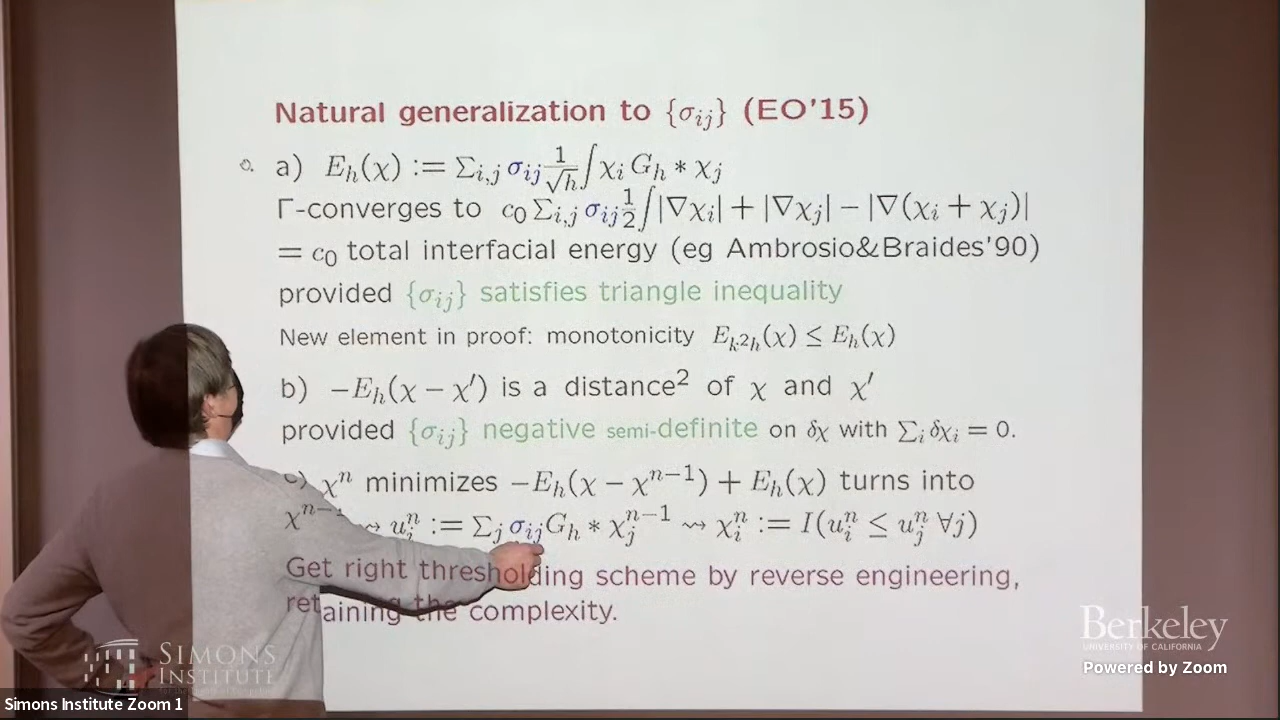 Natural generalization to {σ_ij} (EO'15)
a) E_h(χ) := Σ_{i,j} σ_ij 1/√h ∫ χ_i G_h * χ_j
Γ-converges to c_0 Σ_{i,j} σ_ij 1/2 ∫ |∇χ_i| + |∇χ_j| − |∇(χ_i + χ_j)|
= c_0 total interfacial energy (eg Ambrosio&Braides'90)
provided {σ_ij} satisfies triangle inequality
New element in proof: monotonicity E_{k²h}(χ) ≤ E_h(χ)
b) −E_h(χ − χ′) is a distance² of χ and χ′
provided {σ_ij} negative semi-definite on δχ with Σ_i δχ_i = 0.
c) χ^n minimizes −E_h(χ − χ^{n−1}) + E_h(χ) turns into
χ^{n−1} ⇝ u_i^n := Σ_j σ_ij G_h * χ_j^{n−1} ⇝ χ_i^n := I(u_i^n ≤ u_j^n ∀j)
Get right thresholding scheme by reverse engineering,
retaining the complexity.
SIMONS
INSTITUTE
Berkeley
UNIVERSITY OF CALIFORNIA
Powered by Zoom
Simons Institute Zoom 1